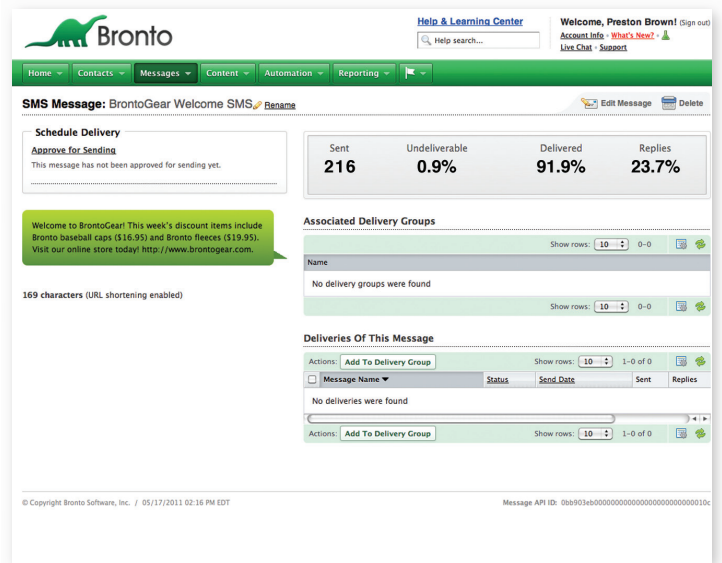 Bronto
Help & Learning Center
Help search...
Welcome, Preston Brown! (Sign out)
Account Info • What's New? •
Live Chat • Support
Home Contacts Messages Content Automation Reporting
SMS Message: BrontoGear Welcome SMS Rename
Edit Message Delete
Schedule Delivery
Approve for Sending
This message has not been approved for sending yet.
Sent Undeliverable Delivered Replies
216 0.9% 91.9% 23.7%
Welcome to BrontoGear! This week's discount items include
Bronto baseball caps ($16.95) and Bronto fleeces ($19.95).
Visit our online store today! http://www.brontogear.com.
169 characters (URL shortening enabled)
Associated Delivery Groups
Show rows: 10 0-0
Name
No delivery groups were found
Show rows: 10 0-0
Deliveries Of This Message
Actions: Add To Delivery Group Show rows: 10 1-0 of 0
Message Name Status Send Date Sent Replies
No deliveries were found
Actions: Add To Delivery Group Show rows: 10 1-0 of 0
© Copyright Bronto Software, Inc. / 05/17/2011 02:16 PM EDT
Message API ID: